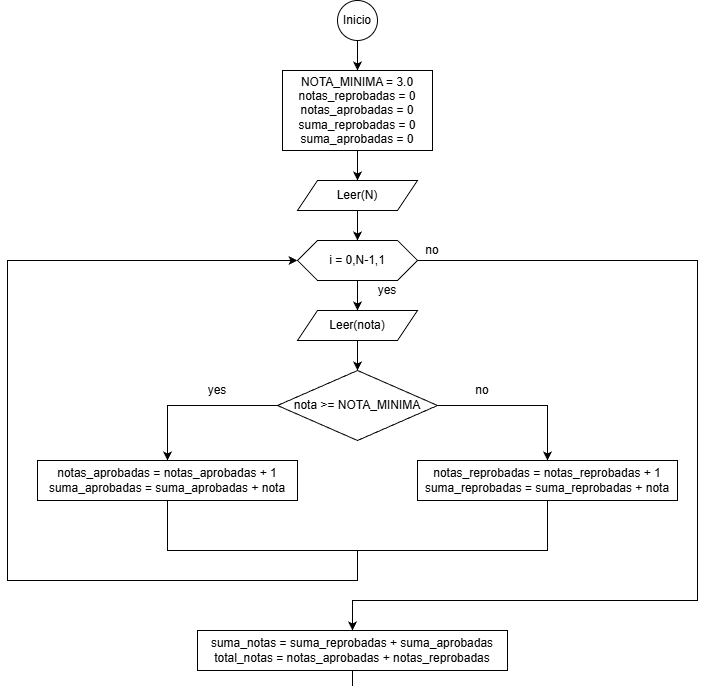 Inicio
NOTA_MINIMA = 3.0
notas_reprobadas = 0
notas_aprobadas = 0
suma_reprobadas = 0
suma_aprobadas = 0
Leer(N)
i = 0,N-1,1
no
yes
Leer(nota)
nota >= NOTA_MINIMA
yes
no
notas_aprobadas = notas_aprobadas + 1
suma_aprobadas = suma_aprobadas + nota
notas_reprobadas = notas_reprobadas + 1
suma_reprobadas = suma_reprobadas + nota
suma_notas = suma_reprobadas + suma_aprobadas
total_notas = notas_aprobadas + notas_reprobadas